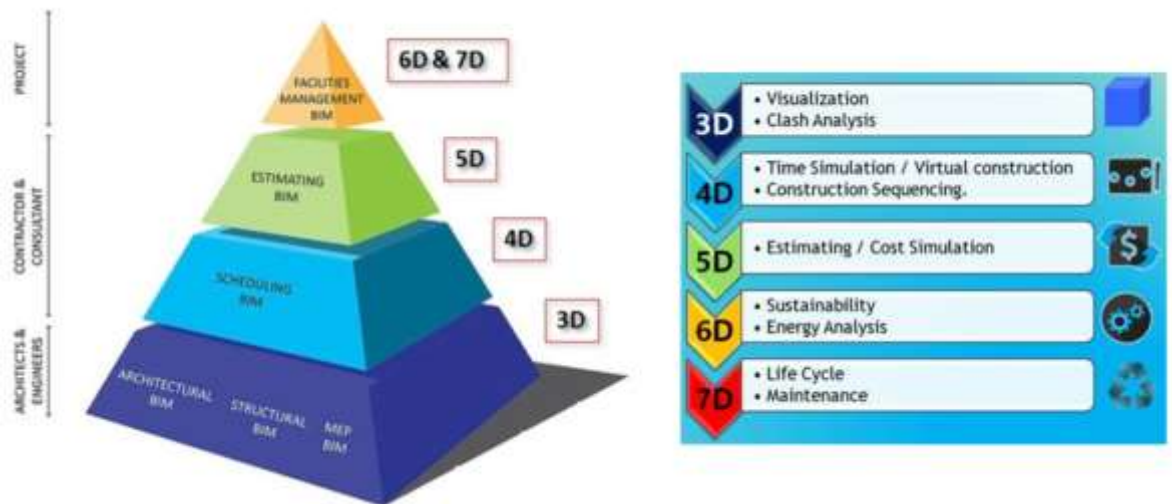 PROJECT
CONTRACTOR &
CONSULTANT
ARCHITECTS &
ENGINEERS
6D & 7D
FACILITIES
MANAGEMENT
BIM
5D
ESTIMATING
BIM
4D
SCHEDULING
BIM
3D
ARCHITECTURAL
BIM
STRUCTURAL
BIM
MEP
BIM
3D
• Visualization
• Clash Analysis
4D
• Time Simulation / Virtual construction
• Construction Sequencing.
5D
• Estimating / Cost Simulation
$
6D
• Sustainability
• Energy Analysis
7D
• Life Cycle
• Maintenance